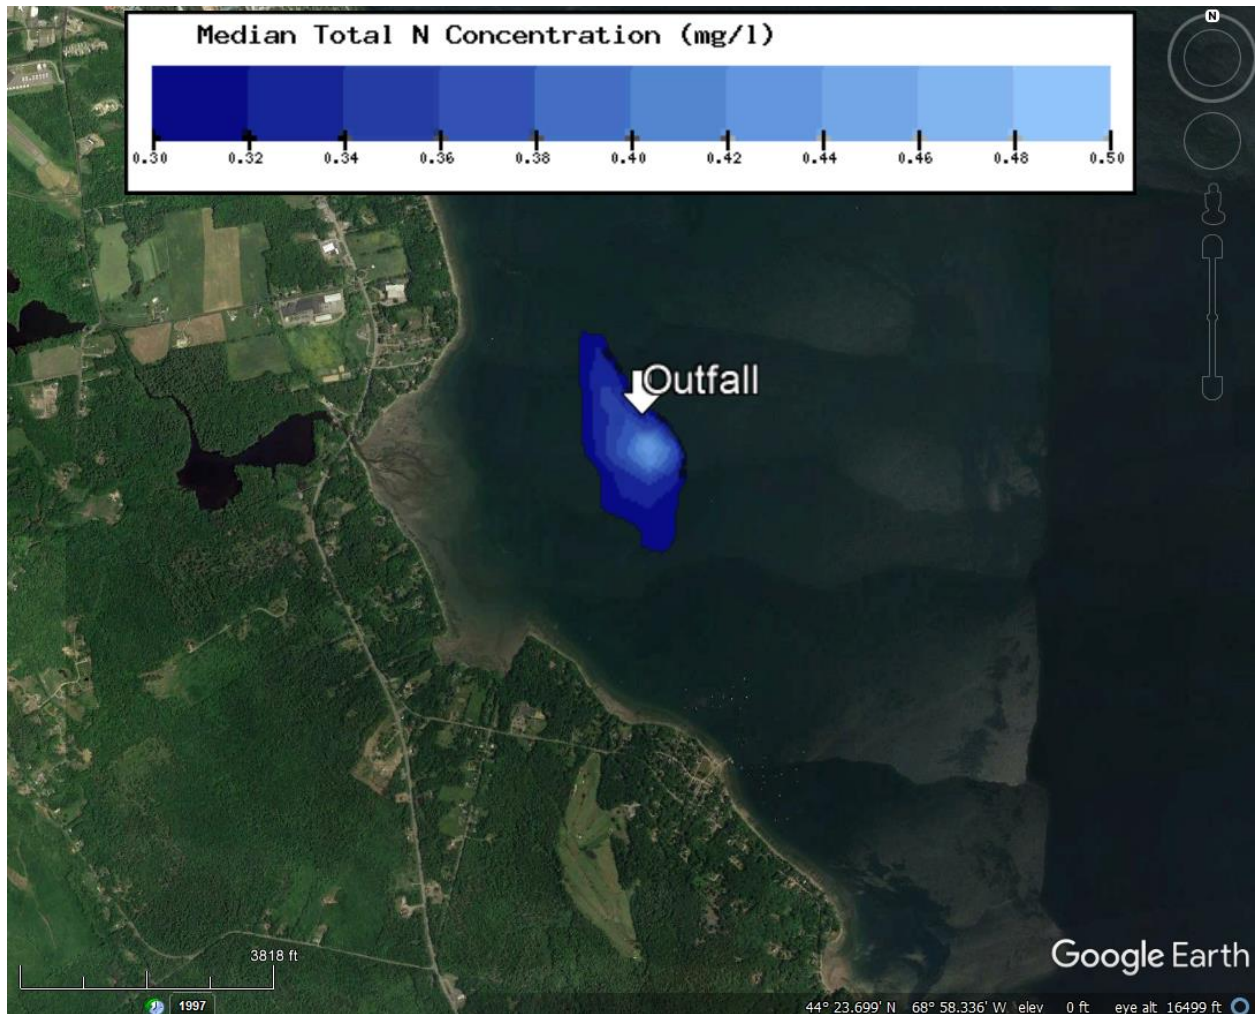 N
Median Total N Concentration (mg/l)
0.30 0.32 0.34 0.36 0.38 0.40 0.42 0.44 0.46 0.48 0.50
Outfall
3818 ft
Google Earth
1997
44° 23.699' N 68° 58.336' W elev 0 ft eye alt 16499 ft